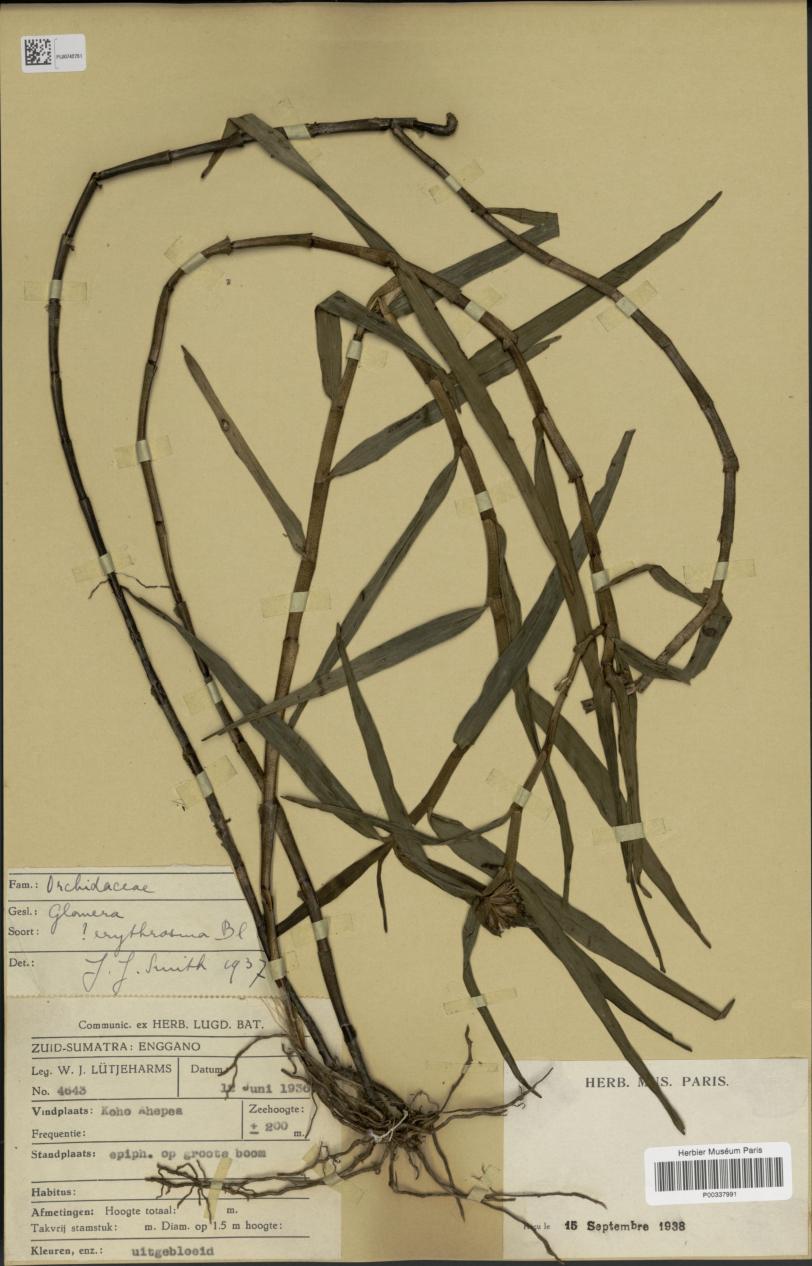 PU00742751
Fam.: Orchidaceae
Gesl.: Glomera
Soort: ? erythrosma Bl
Det.: J. J. Smith 1937
Communic. ex HERB. LUGD. BAT.
ZUID-SUMATRA: ENGGANO
Leg. W. J. LÜTJEHARMS Datum
No. 4643 12 Juni 1936
Vindplaats: Koho Ahepea Zeehoogte:
Frequentie: ± 200 m.
Standplaats: epiph. op groote boom
Habitus:
Afmetingen: Hoogte totaal: m.
Takvrij stamstuk: m. Diam. op 1.5 m hoogte:
Kleuren, enz.: uitgebloeid
HERB. MUS. PARIS.
Herbier Muséum Paris
P00337991
le 15 Septembre 1938